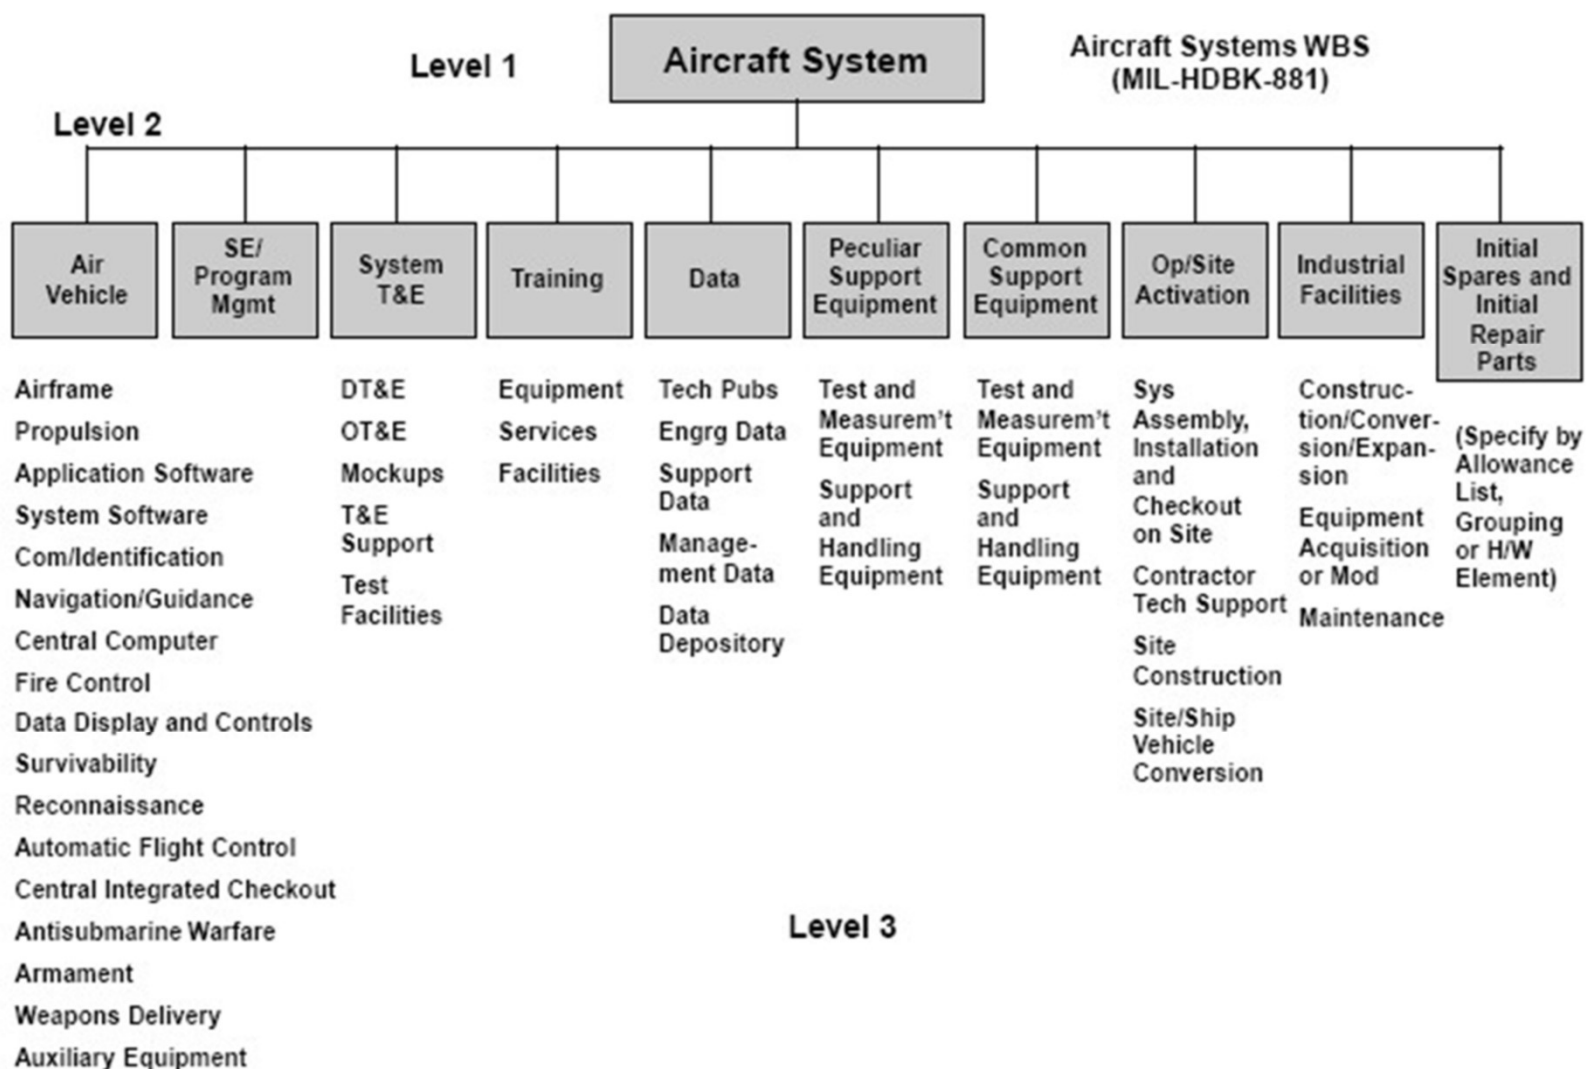 Level 1
Aircraft System
Aircraft Systems WBS
(MIL-HDBK-881)
Level 2
Air
Vehicle
SE/
Program
Mgmt
System
T&E
Training
Data
Peculiar
Support
Equipment
Common
Support
Equipment
Op/Site
Activation
Industrial
Facilities
Initial
Spares and
Initial
Repair
Parts
Airframe
Propulsion
Application Software
System Software
Com/Identification
Navigation/Guidance
Central Computer
Fire Control
Data Display and Controls
Survivability
Reconnaissance
Automatic Flight Control
Central Integrated Checkout
Antisubmarine Warfare
Armament
Weapons Delivery
Auxiliary Equipment
DT&E
OT&E
Mockups
T&E
Support
Test
Facilities
Equipment
Services
Facilities
Tech Pubs
Engrg Data
Support
Data
Manage-
ment Data
Data
Depository
Test and
Measurem't
Equipment
Support
and
Handling
Equipment
Test and
Measurem't
Equipment
Support
and
Handling
Equipment
Sys
Assembly,
Installation
and
Checkout
on Site
Contractor
Tech Support
Site
Construction
Site/Ship
Vehicle
Conversion
Construc-
tion/Conver-
sion/Expan-
sion
Equipment
Acquisition
or Mod
Maintenance
(Specify by
Allowance
List,
Grouping
or H/W
Element)
Level 3